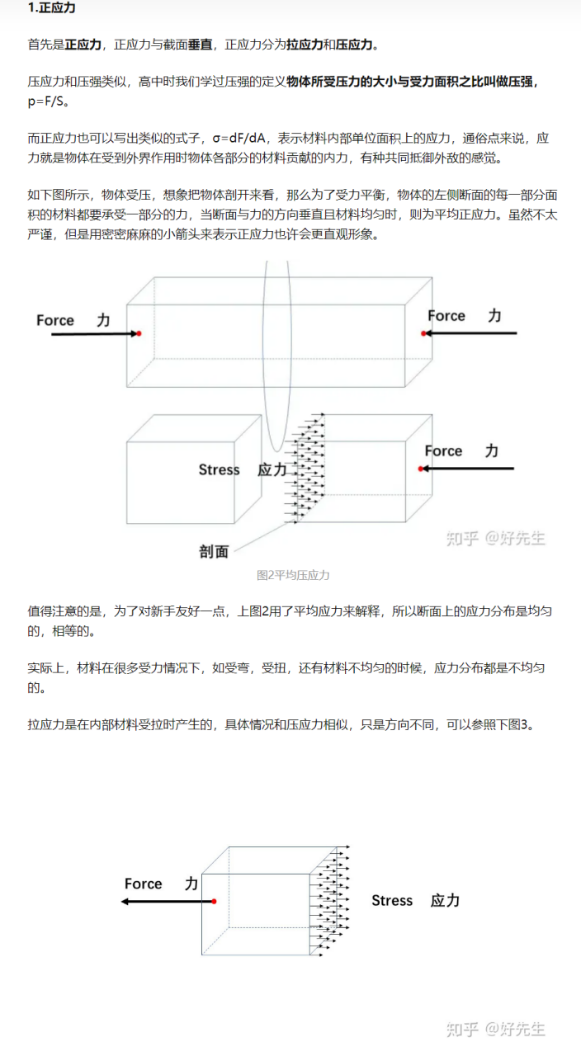 1.正应力
首先是正应力，正应力与截面垂直，正应力分为拉应力和压应力。
压应力和压强类似，高中时我们学过压强的定义物体所受压力的大小与受力面积之比叫做压强，
p=F/S。
而正应力也可以写出类似的式子，σ=dF/dA，表示材料内部单位面积上的应力，通俗点来说，应
力就是物体在受到外界作用时物体各部分的材料贡献的内力，有种共同抵御外敌的感觉。
如下图所示，物体受压，想象把物体剖开来看，那么为了受力平衡，物体的左侧断面的每一部分面
积的材料都要承受一部分的力，当断面与力的方向垂直且材料均匀时，则为平均正应力。虽然不太
严谨，但是用密密麻麻的小箭头来表示正应力也许会更直观形象。
Force 力
Force 力
Force 力
Stress 应力
剖面
知乎 @好先生
图2平均压应力
值得注意的是，为了对新手友好一点，上图2用了平均应力来解释，所以断面上的应力分布是均匀
的，相等的。
实际上，材料在很多受力情况下，如受弯，受扭，还有材料不均匀的时候，应力分布都是不均匀
的。
拉应力是在内部材料受拉时产生的，具体情况和压应力相似，只是方向不同，可以参照下图3。
Force 力
Stress 应力
知乎 @好先生